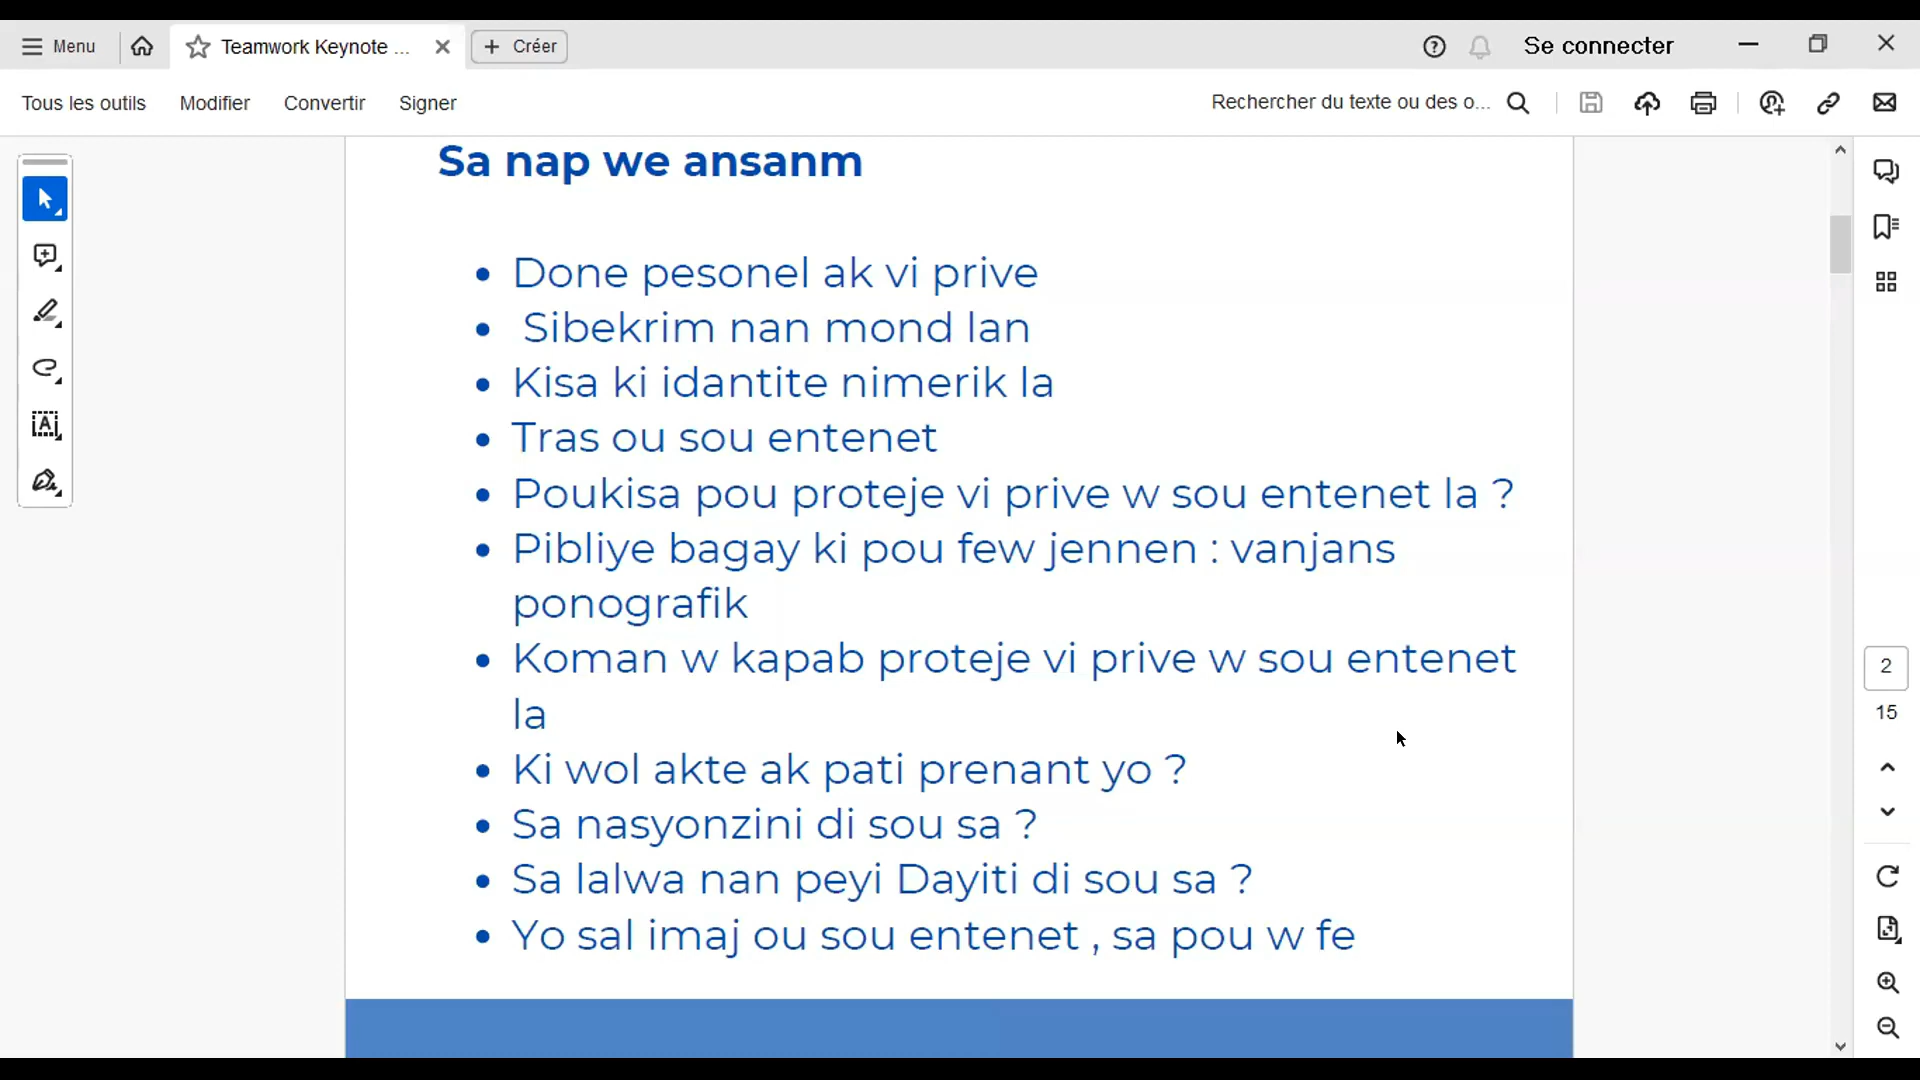 Menu
Teamwork Keynote ...
Créer
Se connecter
Tous les outils
Modifier
Convertir
Signer
Rechercher du texte ou des o...
Sa nap we ansanm
Done pesonel ak vi prive
Sibekrim nan mond lan
Kisa ki idantite nimerik la
Tras ou sou entenet
Poukisa pou proteje vi prive w sou entenet la ?
Pibliye bagay ki pou few jennen : vanjans
ponografik
Koman w kapab proteje vi prive w sou entenet
la
Ki wol akte ak pati prenant yo ?
Sa nasyonzini di sou sa ?
Sa lalwa nan peyi Dayiti di sou sa ?
Yo sal imaj ou sou entenet , sa pou w fe
2
15